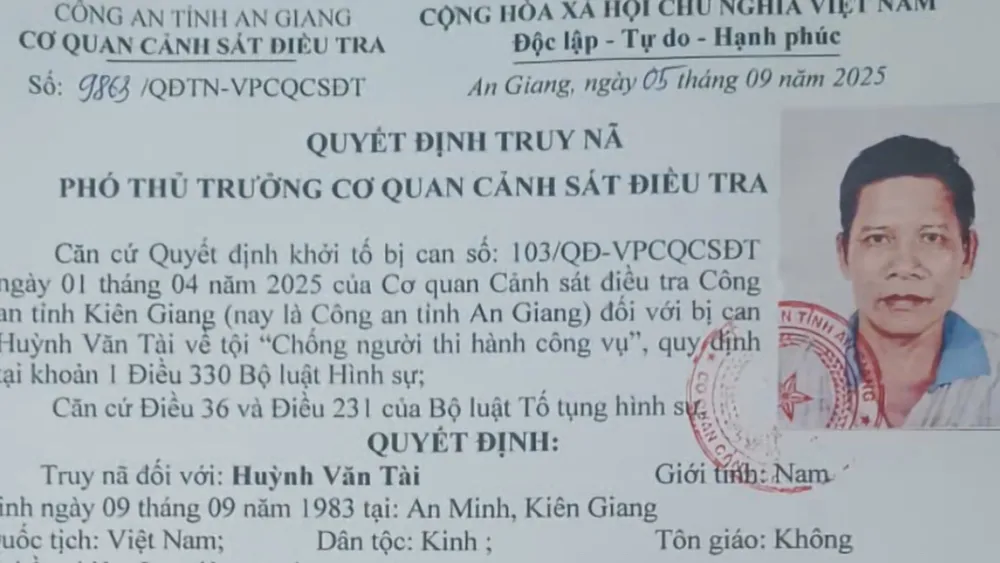 CÔNG AN TỈNH AN GIANG
CƠ QUAN CẢNH SÁT ĐIỀU TRA
Số: 9863 /QĐTN-VPCQCSĐT
CỘNG HÒA XÃ HỘI CHỦ NGHĨA VIỆT NAM
Độc lập - Tự do - Hạnh phúc
An Giang, ngày 05 tháng 09 năm 2025
QUYẾT ĐỊNH TRUY NÃ
PHÓ THỦ TRƯỞNG CƠ QUAN CẢNH SÁT ĐIỀU TRA
Căn cứ Quyết định khởi tố bị can số: 103/QĐ-VPCQCSĐT
ngày 01 tháng 04 năm 2025 của Cơ quan Cảnh sát điều tra Công
an tỉnh Kiên Giang (nay là Công an tỉnh An Giang) đối với bị can
Huỳnh Văn Tài về tội “Chống người thi hành công vụ”, quy định
tại khoản 1 Điều 330 Bộ luật Hình sự;
Căn cứ Điều 36 và Điều 231 của Bộ luật Tố tụng hình sự,
QUYẾT ĐỊNH:
Truy nã đối với: Huỳnh Văn Tài Giới tính: Nam
inh ngày 09 tháng 09 năm 1983 tại: An Minh, Kiên Giang
uốc tịch: Việt Nam; Dân tộc: Kinh ; Tôn giáo: Không